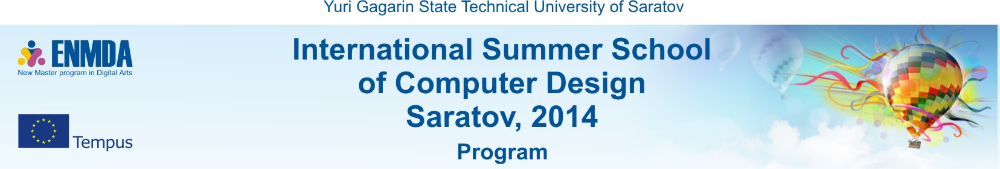 Yuri Gagarin State Technical University of Saratov
ENMDA
New Master program in Digital Arts
Tempus
International Summer School
of Computer Design
Saratov, 2014
Program